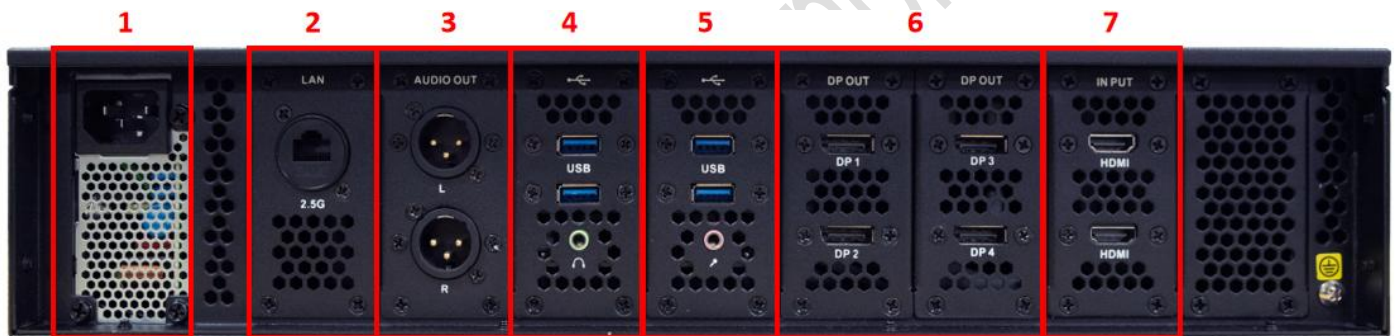 1 2 3 4 5 6 7
LAN AUDIO OUT DP OUT DP OUT IN PUT
USB USB DP 1 DP 3 HDMI
L
2.5G
DP 2 DP 4 HDMI
R